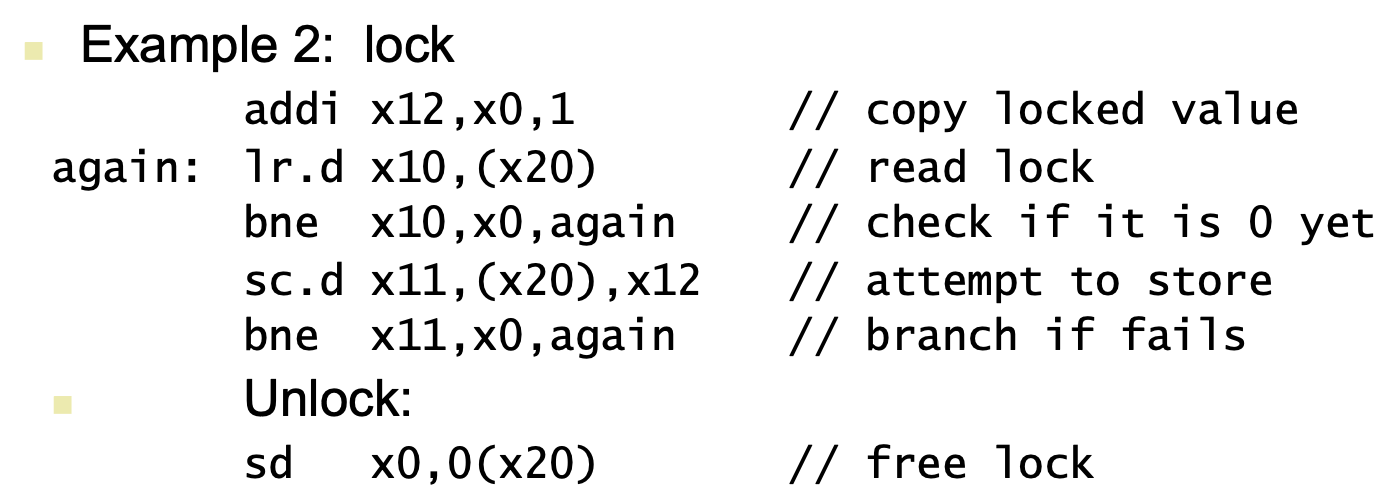 Example 2: lock
addi x12,x0,1 // copy locked value
again: lr.d x10,(x20) // read lock
bne x10,x0,again // check if it is 0 yet
sc.d x11,(x20),x12 // attempt to store
bne x11,x0,again // branch if fails
Unlock:
sd x0,0(x20) // free lock